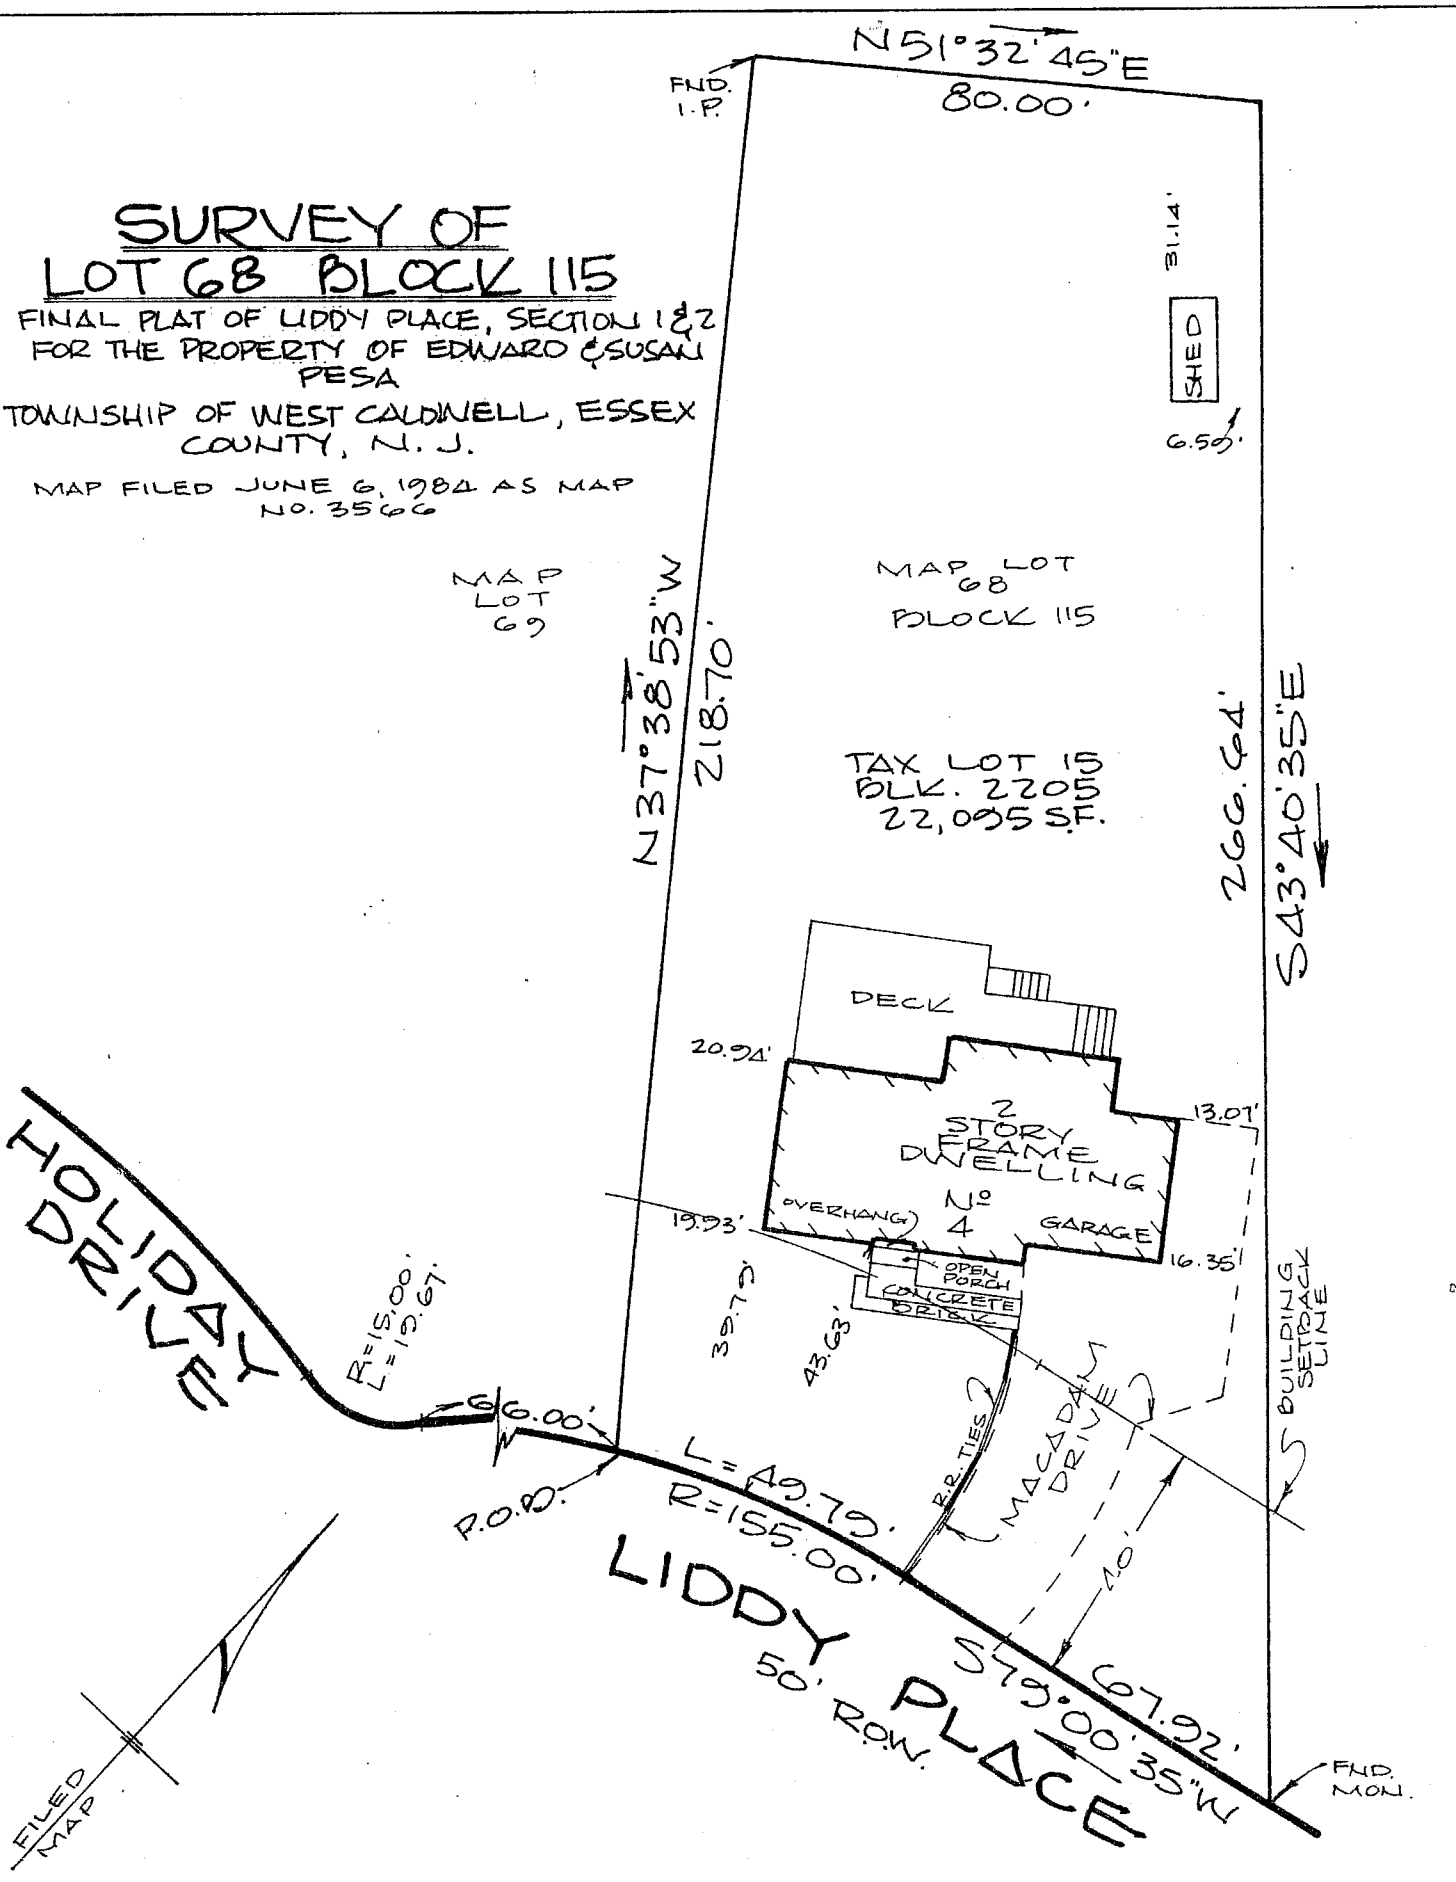 N51°32'45"E
80.00'
FND.
I.P.
31.14'
SURVEY OF
LOT 68 BLOCK 115
FINAL PLAT OF LIDDY PLACE, SECTION 1 & 2
FOR THE PROPERTY OF EDWARD & SUSAN
PESA
TOWNSHIP OF WEST CALDWELL, ESSEX
COUNTY, N. J.
MAP FILED JUNE 6, 1984 AS MAP
NO. 3566
SHED
6.59'
MAP
LOT
69
MAP LOT
68
BLOCK 115
N37°38'53"W
218.70'
TAX LOT 15
BLK. 2205
22,095 S.F.
266.64'
S43°40'35"E
DECK
20.94'
2
STORY
FRAME
DWELLING
Nº
4
13.07'
OVERHANG
GARAGE
19.93'
16.35'
OPEN
PORCH
CONCRETE
BRICK
39.79'
43.63'
HOLIDAY
DRIVE
R=15.00'
L=19.67'
66.00'
P.O.B.
L=49.79'
R=155.00'
R.R. TIES
MACADAM
DRIVE
BUILDING
SETBACK
LINE
40'
LIDDY PLACE
50' R.O.W.
67.92'
S79°00'35"W
FND.
MON.
FILED
MAP